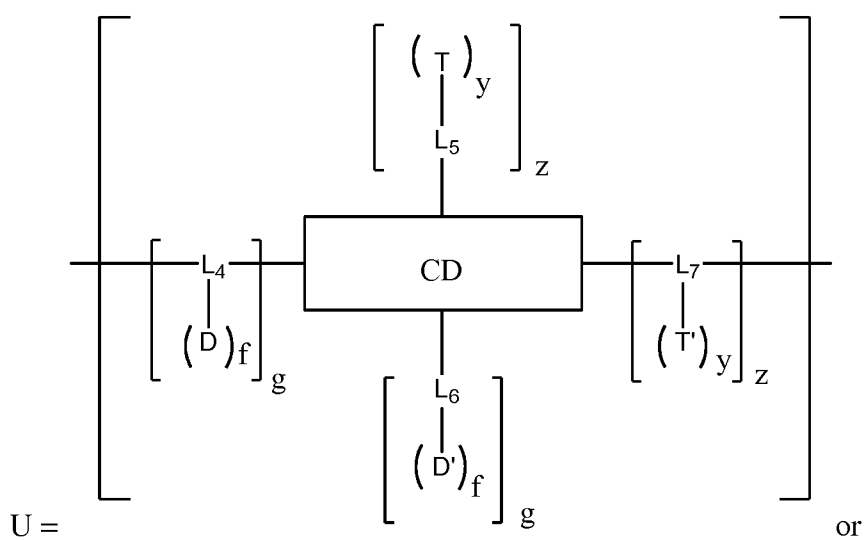 (T)y
L5
z
L4
CD
L7
(D)f
g
(T')y
z
L6
(D')f
g
U =
or